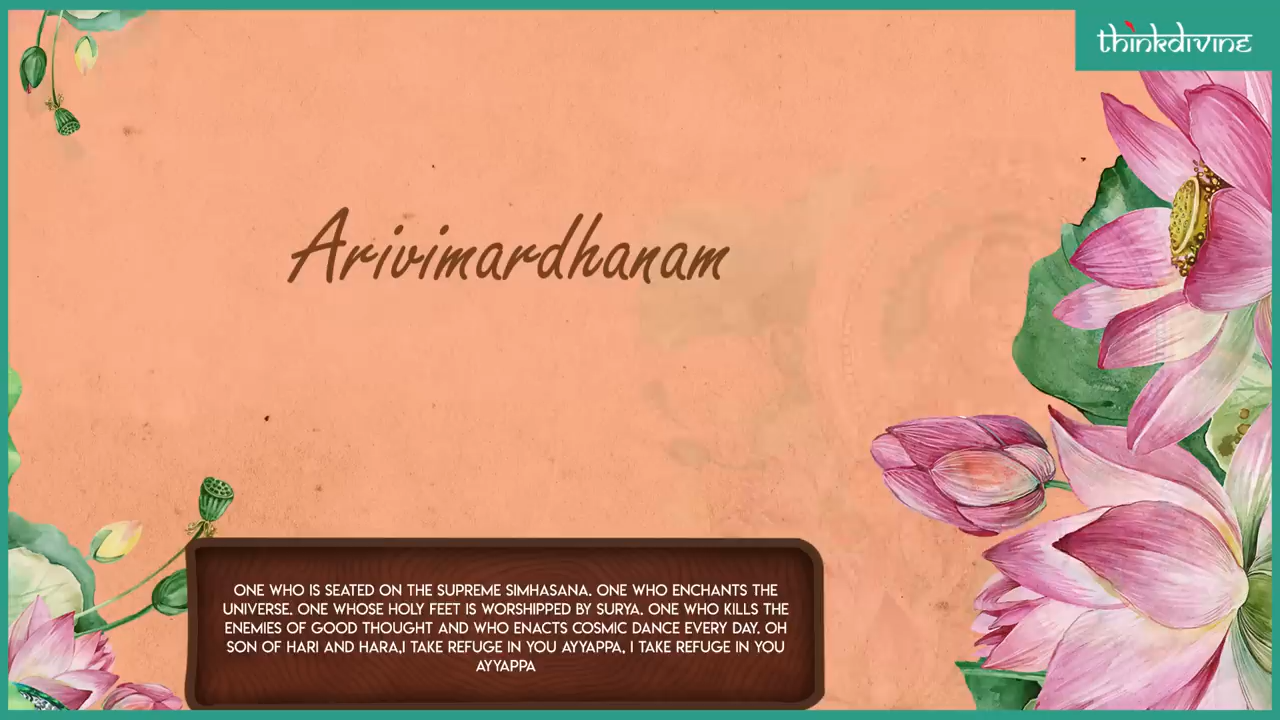 thinkdivine
Arivimardhanam
ONE WHO IS SEATED ON THE SUPREME SIMHASANA. ONE WHO ENCHANTS THE
UNIVERSE. ONE WHOSE HOLY FEET IS WORSHIPPED BY SURYA. ONE WHO KILLS THE
ENEMIES OF GOOD THOUGHT AND WHO ENACTS COSMIC DANCE EVERY DAY. OH
SON OF HARI AND HARA,I TAKE REFUGE IN YOU AYYAPPA, I TAKE REFUGE IN YOU
AYYAPPA